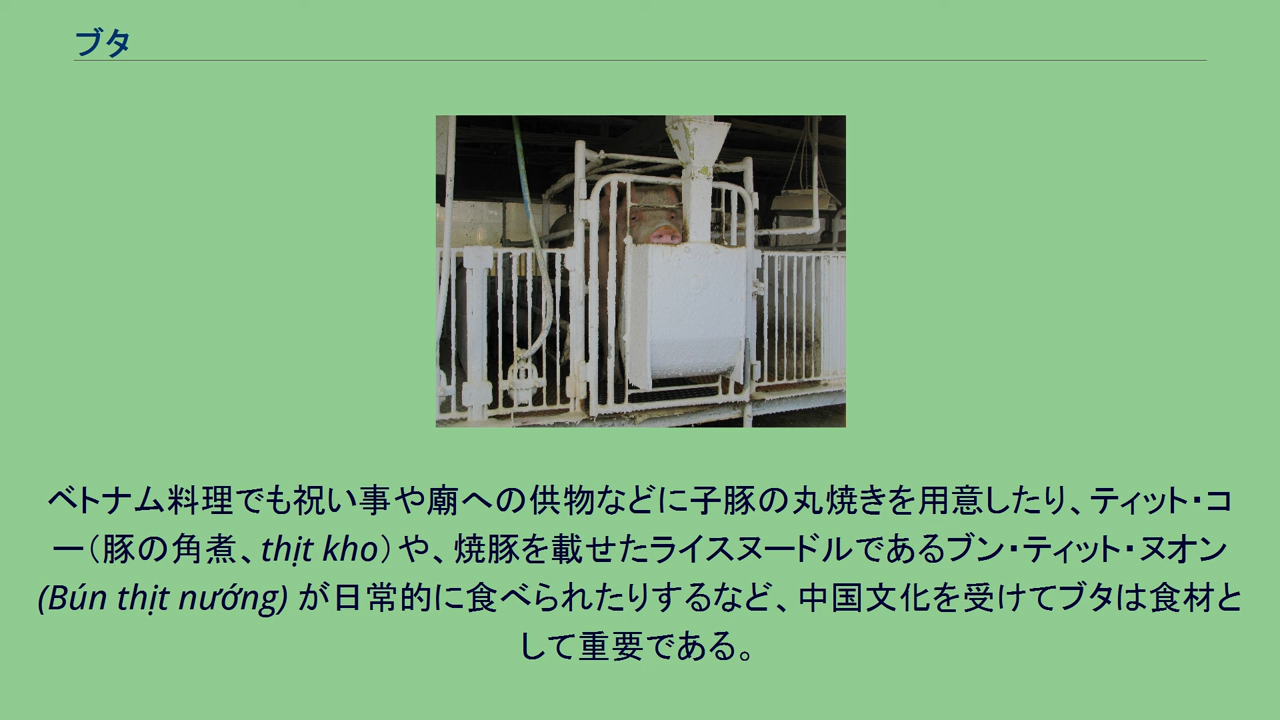 ブタ
ベトナム料理でも祝い事や廟への供物などに子豚の丸焼きを用意したり、ティット・コ
ー（豚の角煮、thịt kho）や、焼豚を載せたライスヌードルであるブン・ティット・ヌオン
(Bún thịt nướng) が日常的に食べられたりするなど、中国文化を受けてブタは食材と
して重要である。